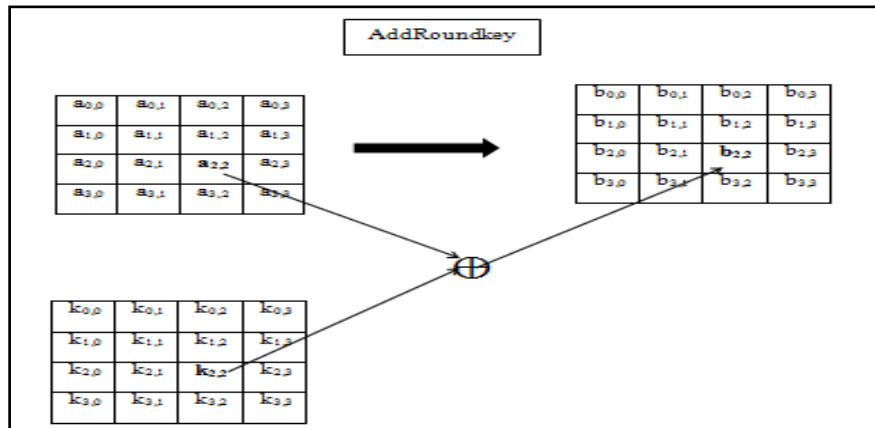 AddRoundkey
a0,0 a0,1 a0,2 a0,3
a1,0 a1,1 a1,2 a1,3
a2,0 a2,1 a2,2 a2,3
a3,0 a3,1 a3,2 a3,3
b0,0 b0,1 b0,2 b0,3
b1,0 b1,1 b1,2 b1,3
b2,0 b2,1 b2,2 b2,3
b3,0 b3,1 b3,2 b3,3
k0,0 k0,1 k0,2 k0,3
k1,0 k1,1 k1,2 k1,3
k2,0 k2,1 k2,2 k2,3
k3,0 k3,1 k3,2 k3,3